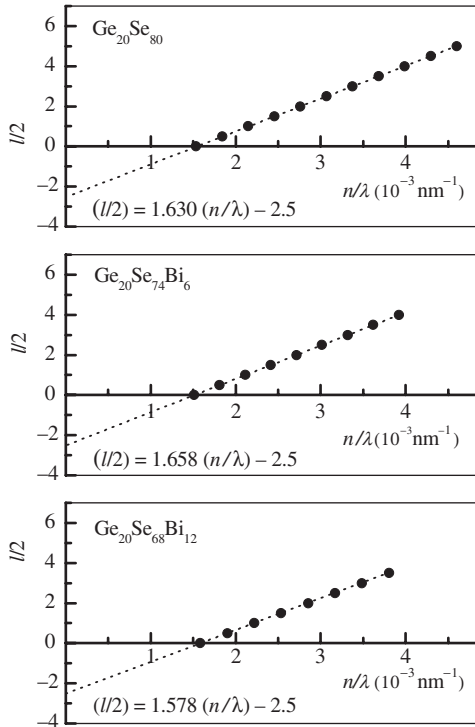 6
Ge₂₀Se₈₀
4
l/2
2
0
1 2 3 4
n/λ (10⁻³ nm⁻¹)
−2
(l/2) = 1.630 (n/λ) – 2.5
−4
6
Ge₂₀Se₇₄Bi₆
4
l/2
2
0
1 2 3 4
n/λ (10⁻³ nm⁻¹)
−2
(l/2) = 1.658 (n/λ) – 2.5
−4
6
Ge₂₀Se₆₈Bi₁₂
4
l/2
2
0
1 2 3 4
n/λ (10⁻³ nm⁻¹)
−2
(l/2) = 1.578 (n/λ) – 2.5
−4